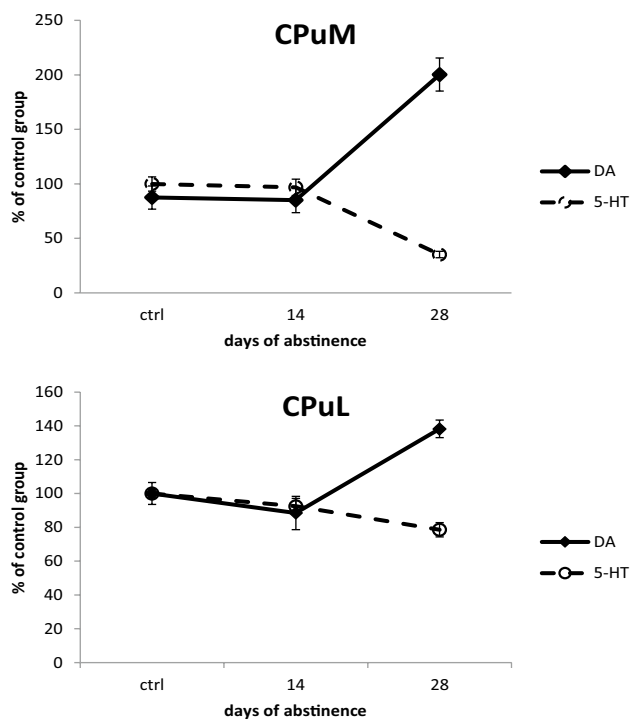 CPuM
% of control group
250
200
150
100
50
0
ctrl 14 28
days of abstinence
DA
5-HT
CPuL
% of control group
160
140
120
100
80
60
40
20
0
ctrl 14 28
days of abstinence
DA
5-HT